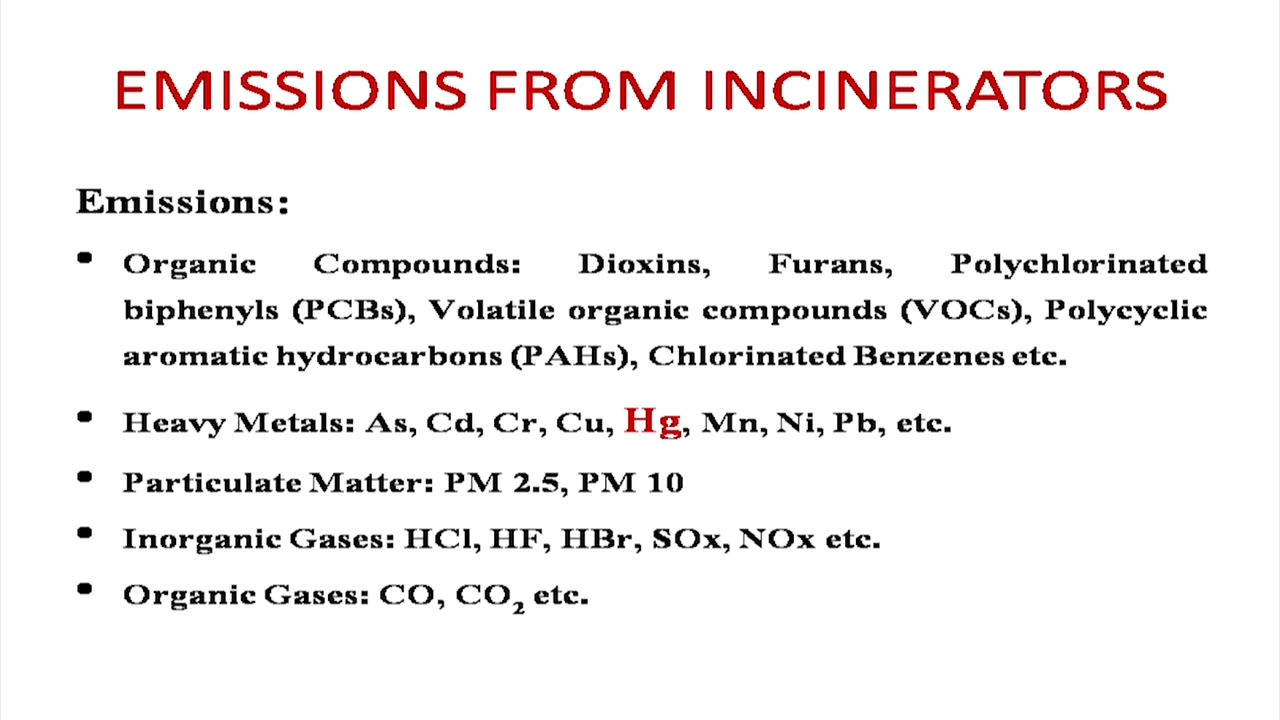 EMISSIONS FROM INCINERATORS
Emissions:
• Organic Compounds: Dioxins, Furans, Polychlorinated
biphenyls (PCBs), Volatile organic compounds (VOCs), Polycyclic
aromatic hydrocarbons (PAHs), Chlorinated Benzenes etc.
• Heavy Metals: As, Cd, Cr, Cu, Hg, Mn, Ni, Pb, etc.
• Particulate Matter: PM 2.5, PM 10
• Inorganic Gases: HCl, HF, HBr, SOx, NOx etc.
• Organic Gases: CO, CO₂ etc.